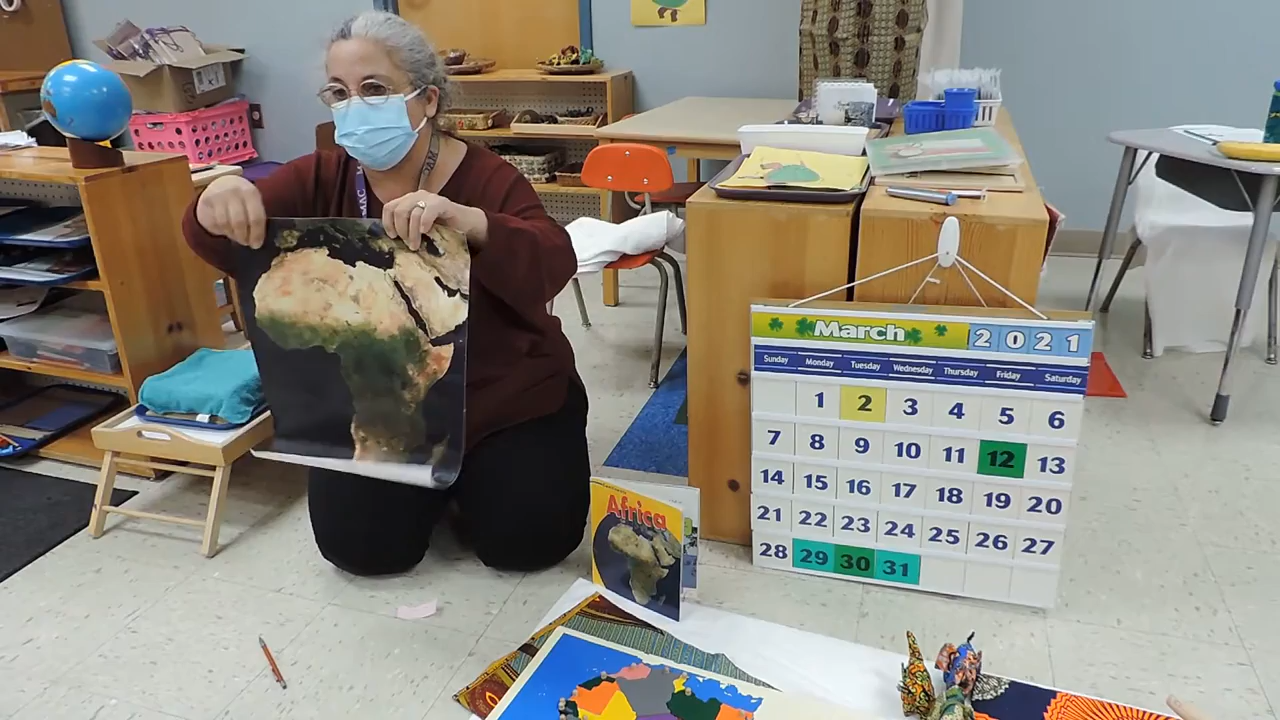 March 2021
Sunday Monday Tuesday Wednesday Thursday Friday Saturday
1 2 3 4 5 6
7 8 9 10 11 12 13
14 15 16 17 18 19 20
21 22 23 24 25 26 27
28 29 30 31
Africa